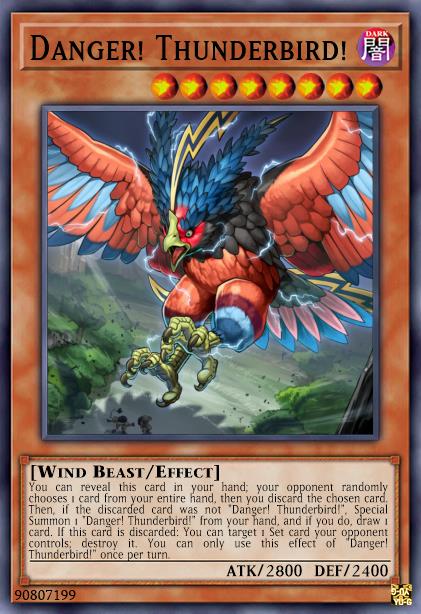 DANGER! THUNDERBIRD!
DARK
闇
[WIND BEAST/EFFECT]
You can reveal this card in your hand; your opponent randomly
chooses 1 card from your entire hand, then you discard the chosen card.
Then, if the discarded card was not "Danger! Thunderbird!", Special
Summon 1 "Danger! Thunderbird!" from your hand, and if you do, draw 1
card. If this card is discarded: You can target 1 Set card your opponent
controls; destroy it. You can only use this effect of "Danger!
Thunderbird!" once per turn.
ATK/2800 DEF/2400
90807199